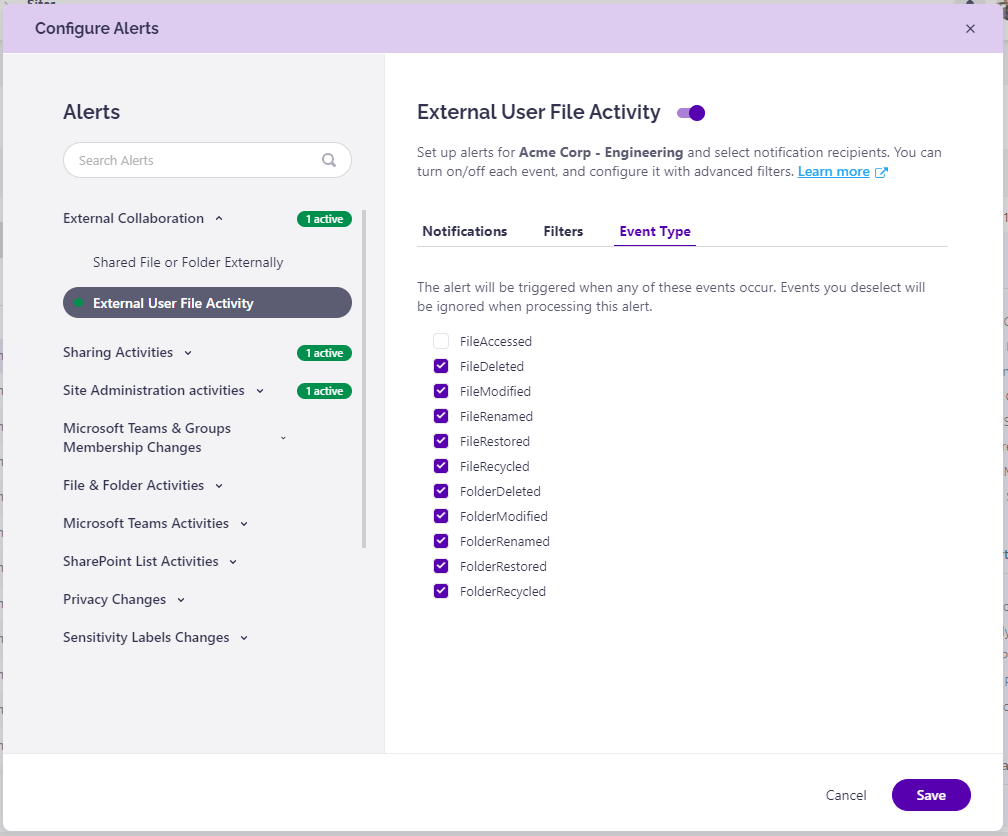 Configure Alerts
Alerts
Search Alerts
External Collaboration
1 active
Shared File or Folder Externally
External User File Activity
Sharing Activities
1 active
Site Administration activities
1 active
Microsoft Teams & Groups
Membership Changes
File & Folder Activities
Microsoft Teams Activities
SharePoint List Activities
Privacy Changes
Sensitivity Labels Changes
External User File Activity
Set up alerts for Acme Corp - Engineering and select notification recipients. You can
turn on/off each event, and configure it with advanced filters. Learn more
Notifications
Filters
Event Type
The alert will be triggered when any of these events occur. Events you deselect will
be ignored when processing this alert.
FileAccessed
FileDeleted
FileModified
FileRenamed
FileRestored
FileRecycled
FolderDeleted
FolderModified
FolderRenamed
FolderRestored
FolderRecycled
Cancel
Save